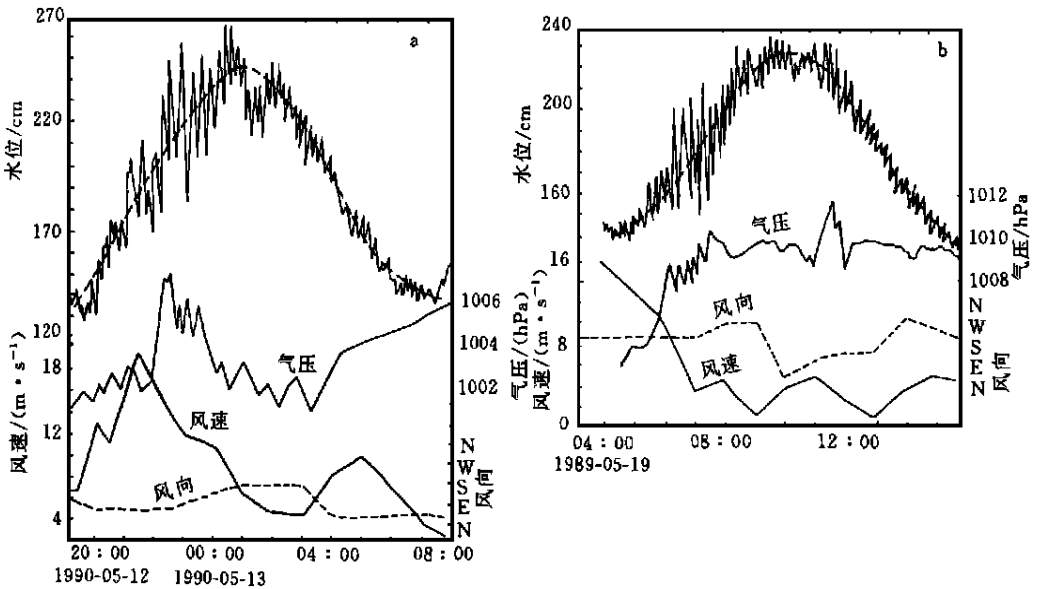 a
270
220
170
120
水位/cm
18
12
4
风速/(m·s⁻¹)
1006
1004
1002
气压/(hPa)
气压
风速
风向
N
W
S
E
N
风向
20:00 00:00 04:00 08:00
1990-05-12 1990-05-13
b
240
200
160
水位/cm
16
8
0
风速/(m·s⁻¹)
1012
1010
1008
气压/hPa
气压
风向
风速
N
W
S
E
N
风向
04:00 08:00 12:00
1989-05-19